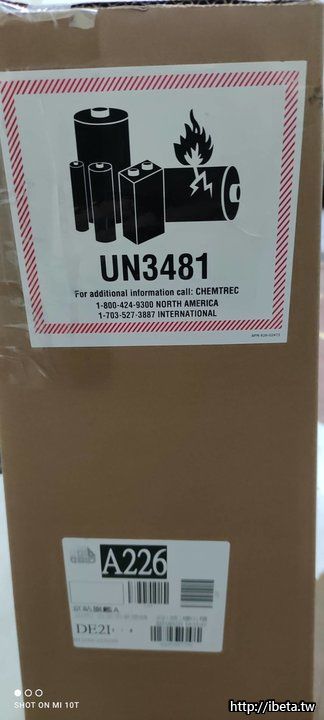 UN3481
For additional information call: CHEMTREC
1-800-424-9300 NORTH AMERICA
1-703-527-3887 INTERNATIONAL
A226
SHOT ON MI 10T
http://ibeta.tw